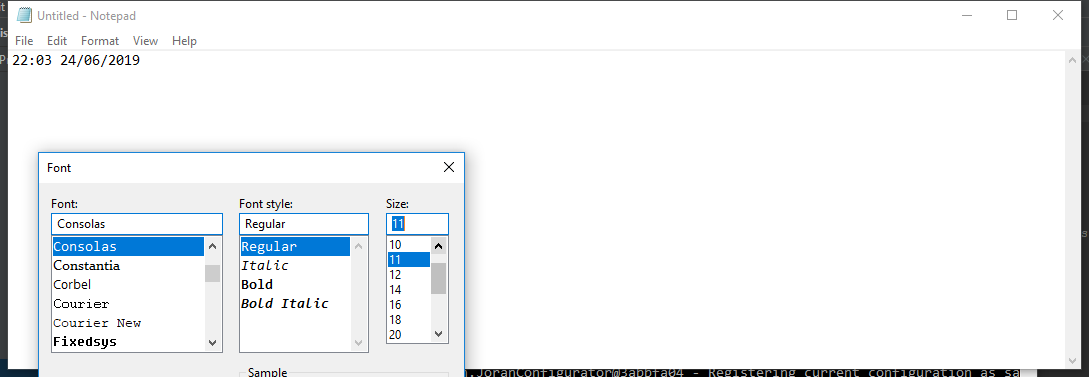 Untitled - Notepad
File Edit Format View Help
22:03 24/06/2019
Font
Font: Font style: Size:
Consolas Regular 11
Consolas Regular 10
Constantia Italic 11
Corbel Bold 12
Courier Bold Italic 14
Courier New 16
Fixedsys 18
20
Sample
.JoranConfigurator@3abbfa04 - Registering current configuration as sa